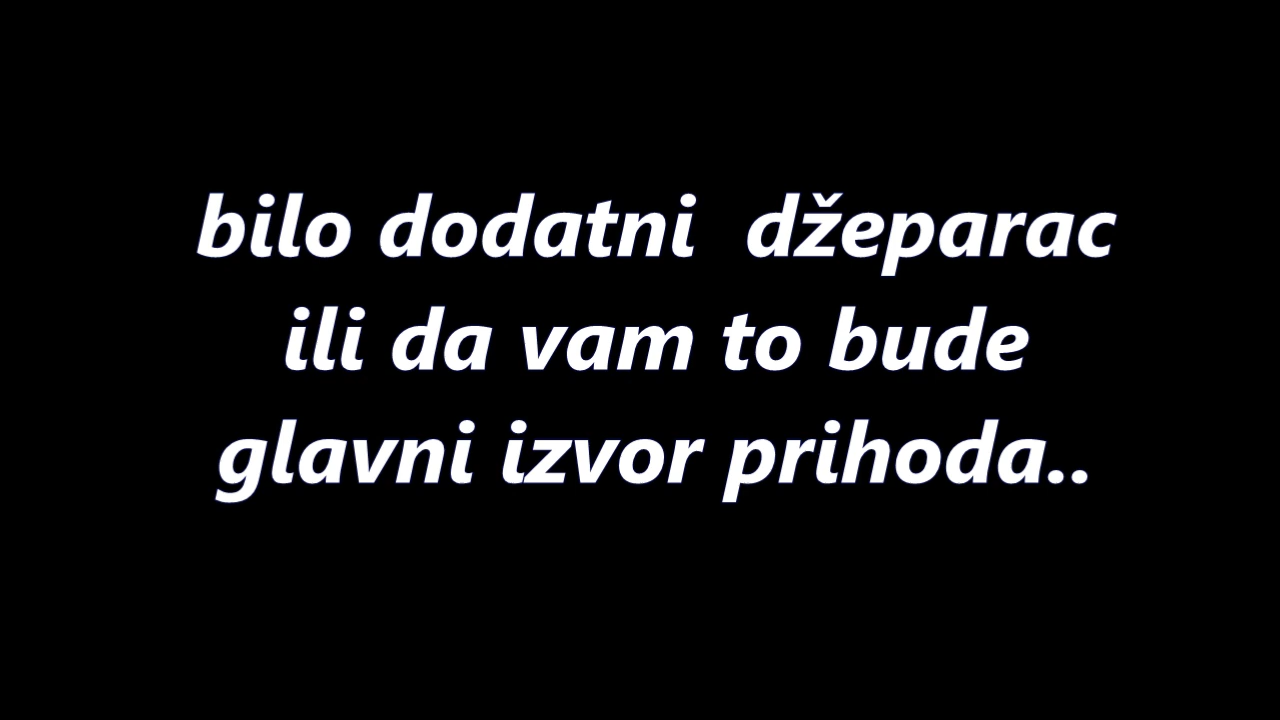 bilo dodatni  džeparac
ili da vam to bude
glavni izvor prihoda..